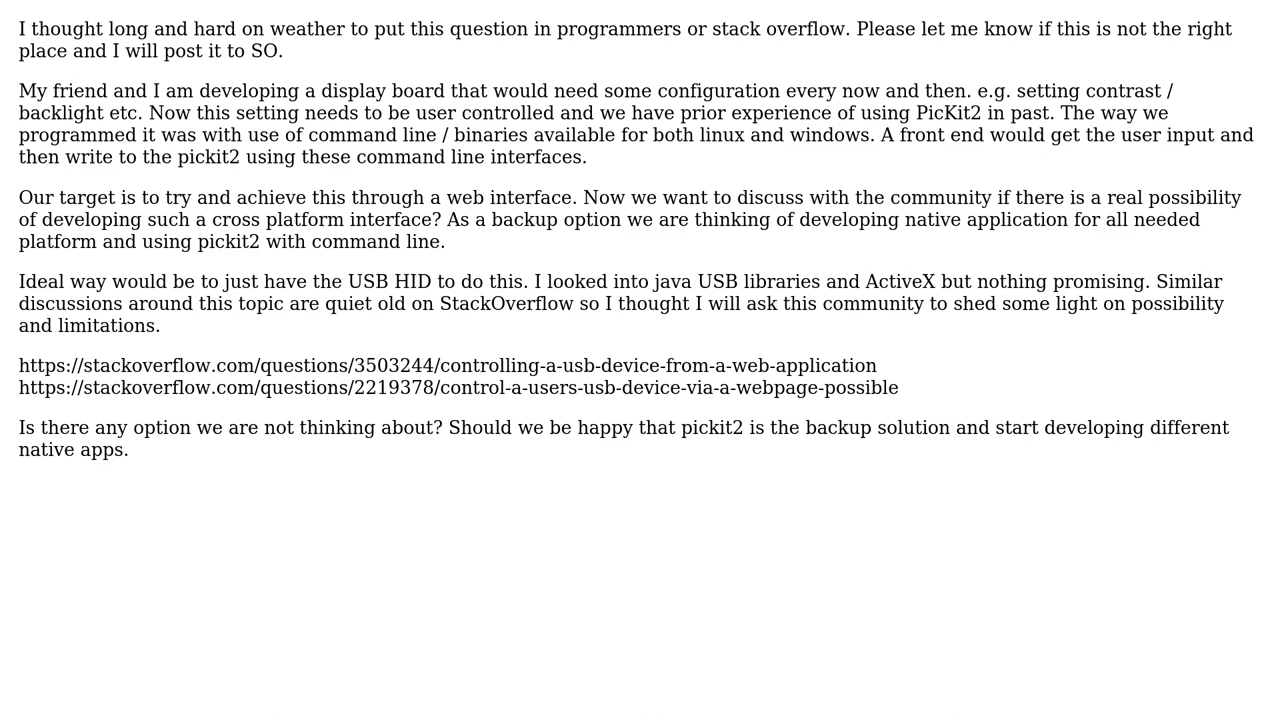 I thought long and hard on weather to put this question in programmers or stack overflow. Please let me know if this is not the right
place and I will post it to SO.
My friend and I am developing a display board that would need some configuration every now and then. e.g. setting contrast /
backlight etc. Now this setting needs to be user controlled and we have prior experience of using PicKit2 in past. The way we
programmed it was with use of command line / binaries available for both linux and windows. A front end would get the user input and
then write to the pickit2 using these command line interfaces.
Our target is to try and achieve this through a web interface. Now we want to discuss with the community if there is a real possibility
of developing such a cross platform interface? As a backup option we are thinking of developing native application for all needed
platform and using pickit2 with command line.
Ideal way would be to just have the USB HID to do this. I looked into java USB libraries and ActiveX but nothing promising. Similar
discussions around this topic are quiet old on StackOverflow so I thought I will ask this community to shed some light on possibility
and limitations.
https://stackoverflow.com/questions/3503244/controlling-a-usb-device-from-a-web-application
https://stackoverflow.com/questions/2219378/control-a-users-usb-device-via-a-webpage-possible
Is there any option we are not thinking about? Should we be happy that pickit2 is the backup solution and start developing different
native apps.